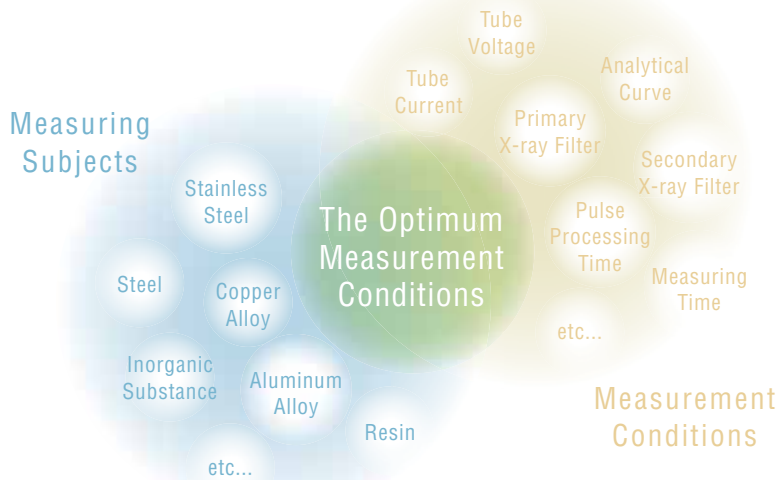 Measuring
Subjects
Stainless
Steel
Steel
Copper
Alloy
Inorganic
Substance
Aluminum
Alloy
Resin
etc...
The Optimum
Measurement
Conditions
Tube
Voltage
Tube
Current
Analytical
Curve
Primary
X-ray Filter
Secondary
X-ray Filter
Pulse
Processing
Time
Measuring
Time
etc...
Measurement
Conditions